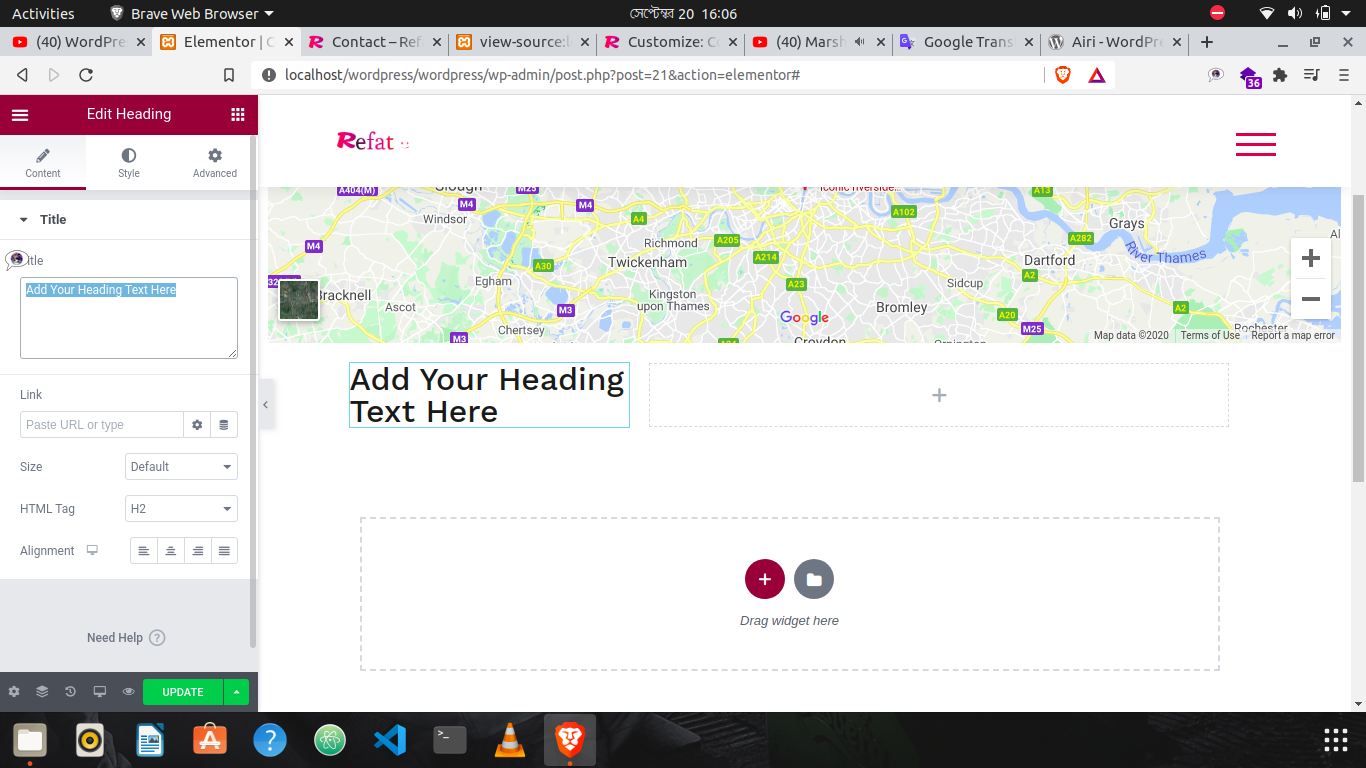 Activities
Brave Web Browser
সেপ্টেম্বর 20 16:06
(40) WordPre
Elementor | C
Contact – Refa
view-source:l
Customize: Co
(40) Marsh
Google Trans
Airi - WordPre
localhost/wordpress/wordpress/wp-admin/post.php?post=21&action=elementor#
36
Edit Heading
Content
Style
Advanced
Title
Add Your Heading Text Here
Link
Paste URL or type
Size
Default
HTML Tag
H2
Alignment
Need Help ?
UPDATE
Refat
A404(M)
Slough
M25
M4
M4
Iconic riverside...
A13
Windsor
A4
A102
Grays
M4
Richmond
A205
A282
River Thames
A30
Twickenham
A214
Dartford
A2
Bracknell
Egham
A23
Sidcup
Ascot
Kingston
upon Thames
Bromley
M3
Google
A20
A2
Chertsey
M25
Rochester
M3
Croydon
Orpington
Map data ©2020
Terms of Use
Report a map error
Add Your Heading
Text Here
Drag widget here